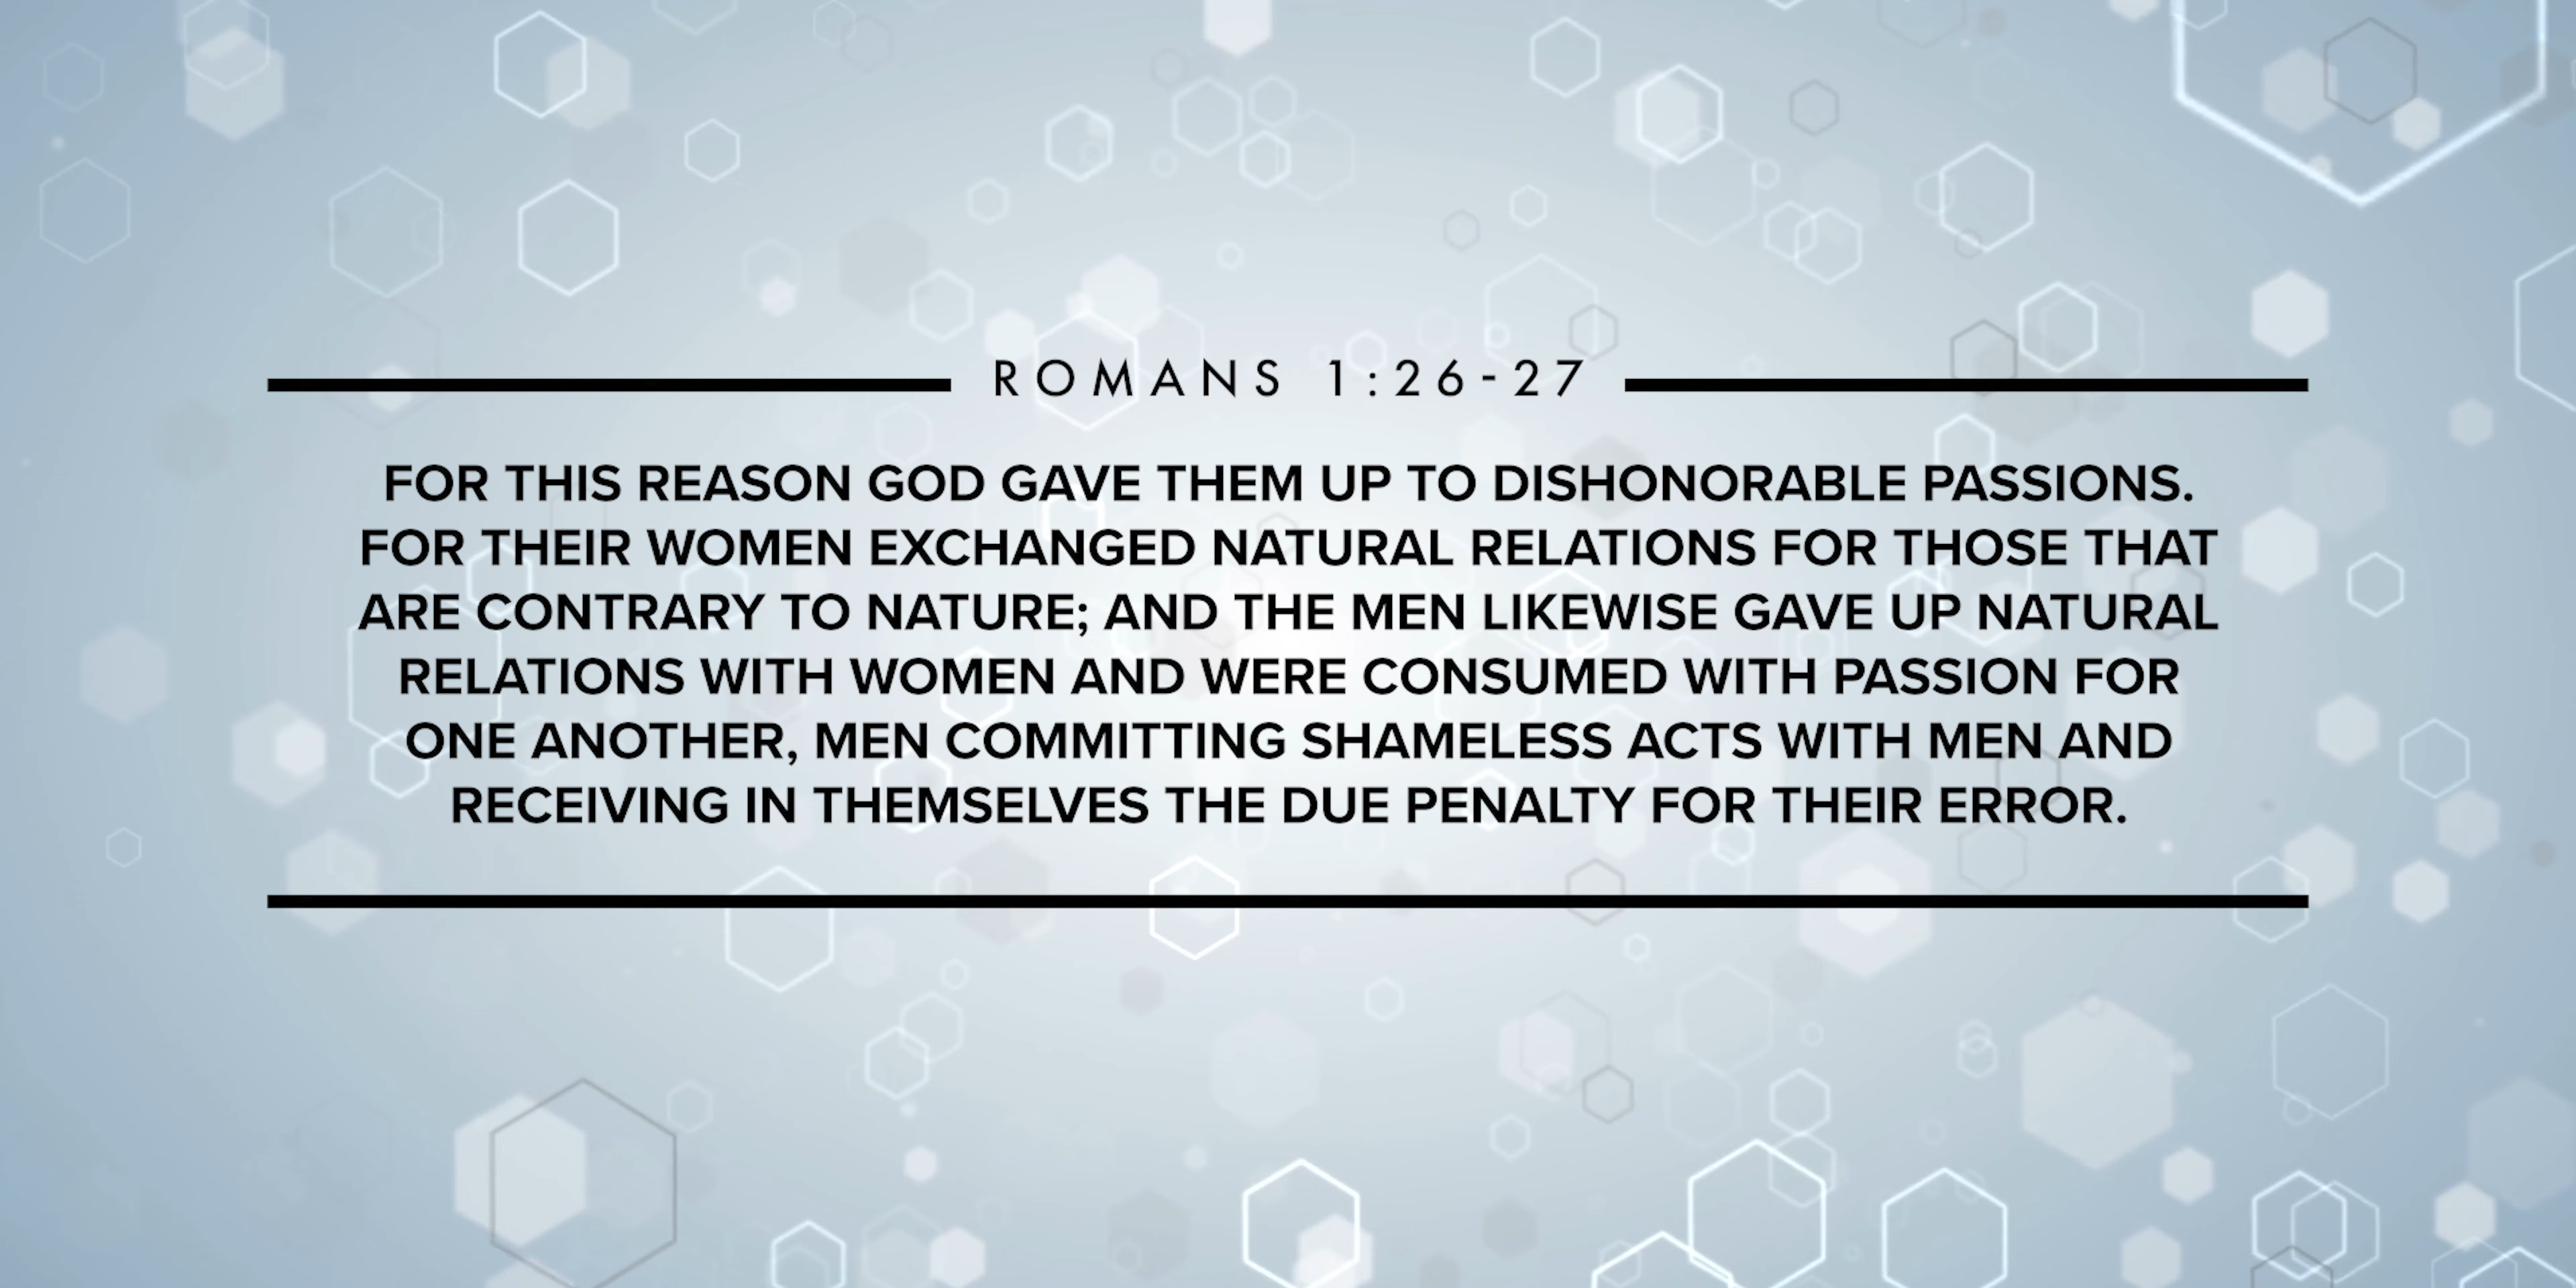 ROMANS 1:26-27
FOR THIS REASON GOD GAVE THEM UP TO DISHONORABLE PASSIONS.
FOR THEIR WOMEN EXCHANGED NATURAL RELATIONS FOR THOSE THAT
ARE CONTRARY TO NATURE; AND THE MEN LIKEWISE GAVE UP NATURAL
RELATIONS WITH WOMEN AND WERE CONSUMED WITH PASSION FOR
ONE ANOTHER, MEN COMMITTING SHAMELESS ACTS WITH MEN AND
RECEIVING IN THEMSELVES THE DUE PENALTY FOR THEIR ERROR.